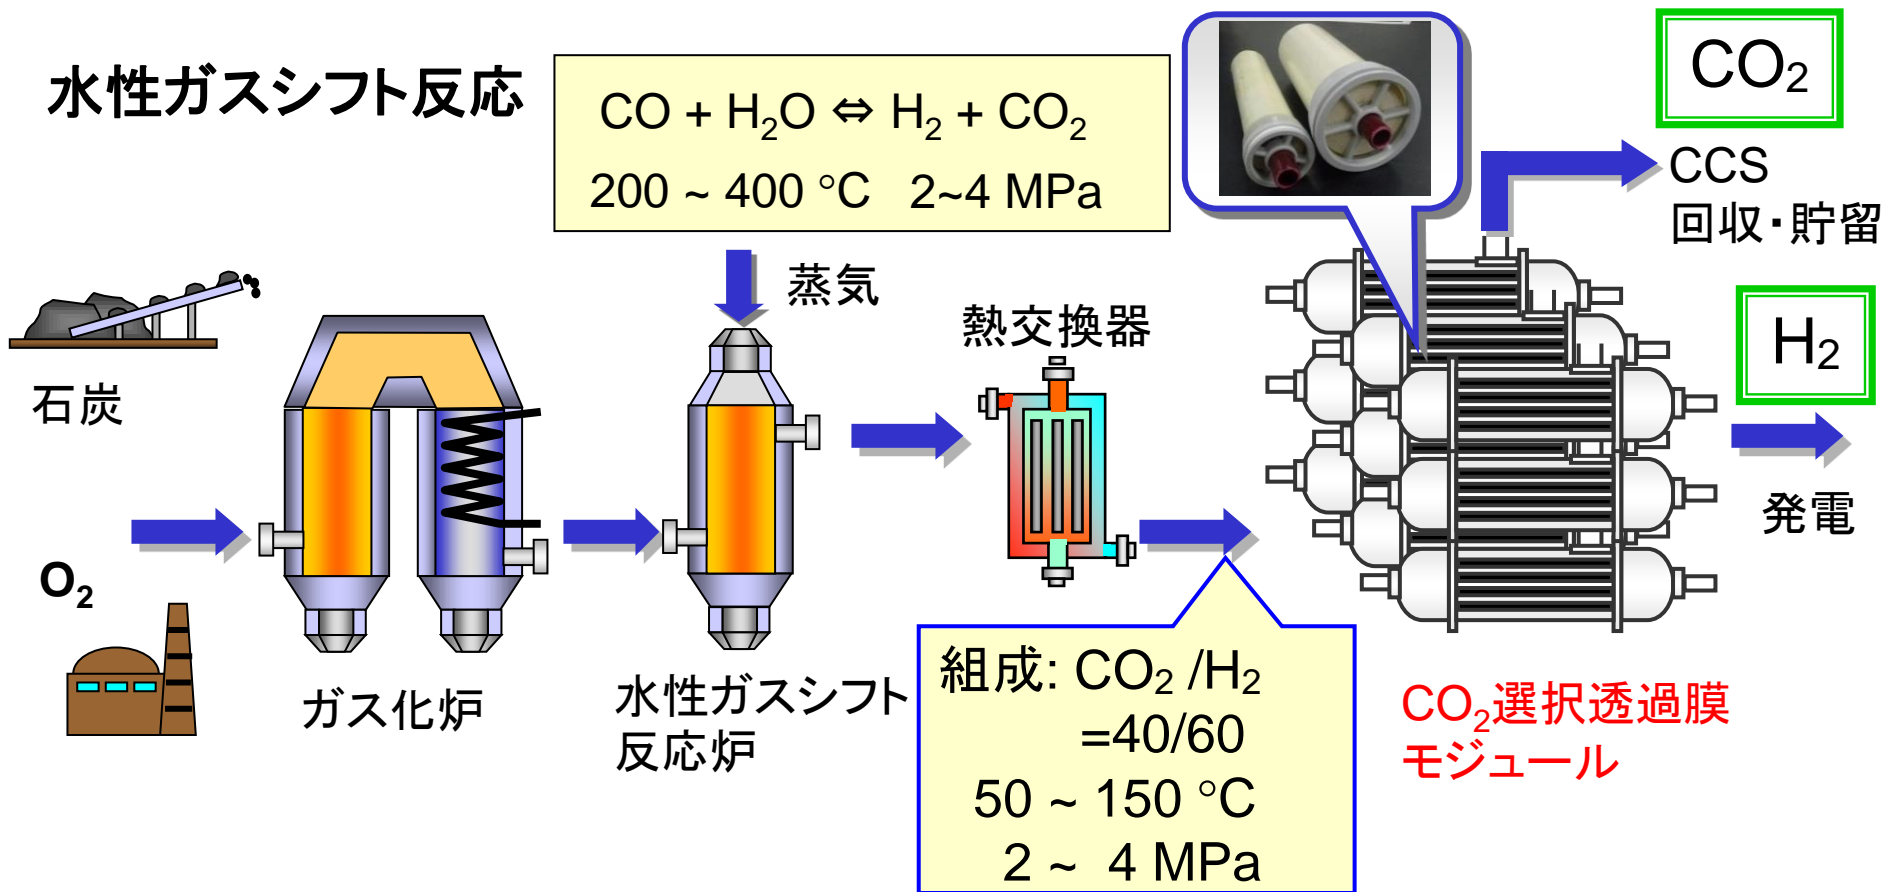 水性ガスシフト反応
CO + H₂O ⇔ H₂ + CO₂
200 ~ 400 °C 2~4 MPa
CO₂
CCS
回収・貯留
蒸気
熱交換器
H₂
発電
石炭
O₂
ガス化炉
水性ガスシフト
反応炉
組成: CO₂ /H₂
=40/60
50 ~ 150 °C
2 ~ 4 MPa
CO₂選択透過膜
モジュール